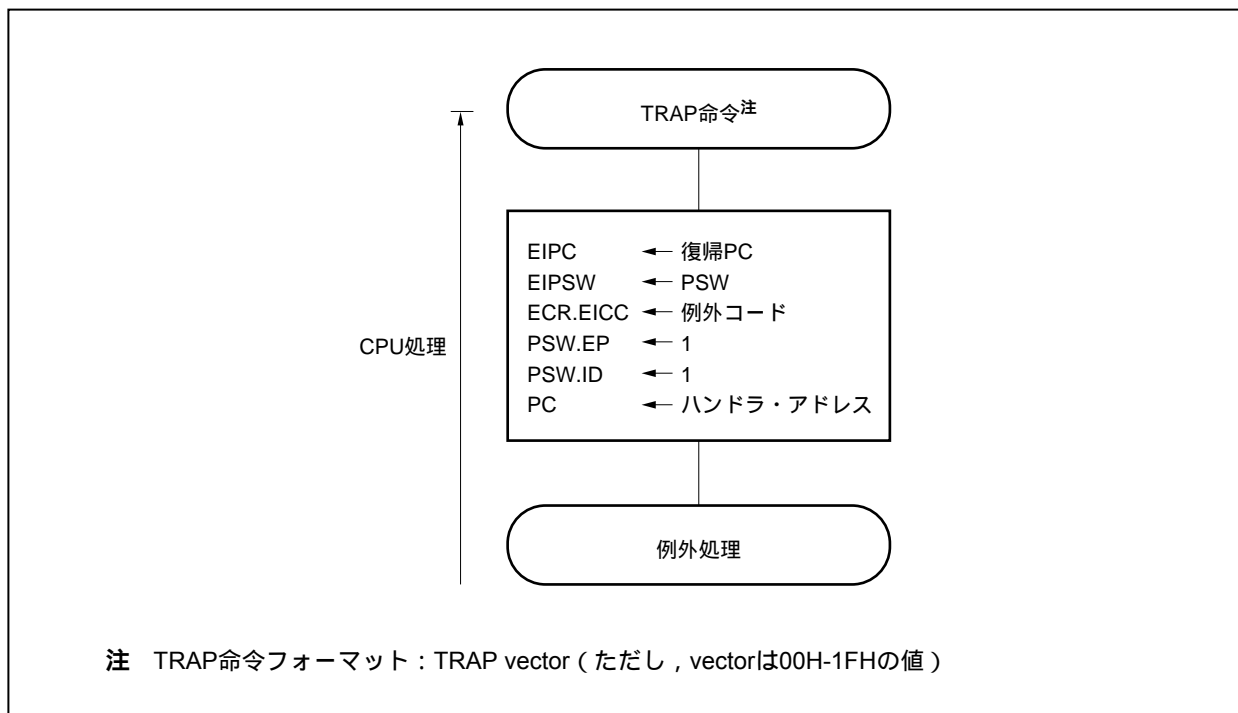 TRAP命令注
EIPC ← 復帰PC
EIPSW ← PSW
ECR.EICC ← 例外コード
PSW.EP ← 1
PSW.ID ← 1
PC ← ハンドラ・アドレス
CPU処理
例外処理
注 TRAP命令フォーマット：TRAP vector（ただし，vectorは00H-1FHの値）